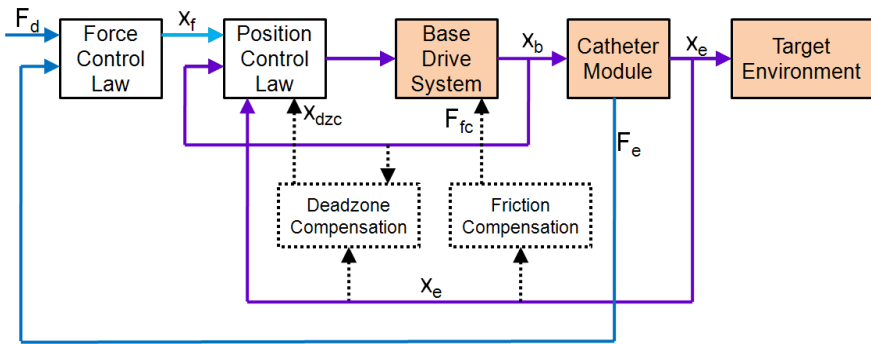 F_d
Force
Control
Law
x_f
Position
Control
Law
Base
Drive
System
x_b
Catheter
Module
x_e
Target
Environment
x_dzc
F_fc
F_e
Deadzone
Compensation
Friction
Compensation
x_e